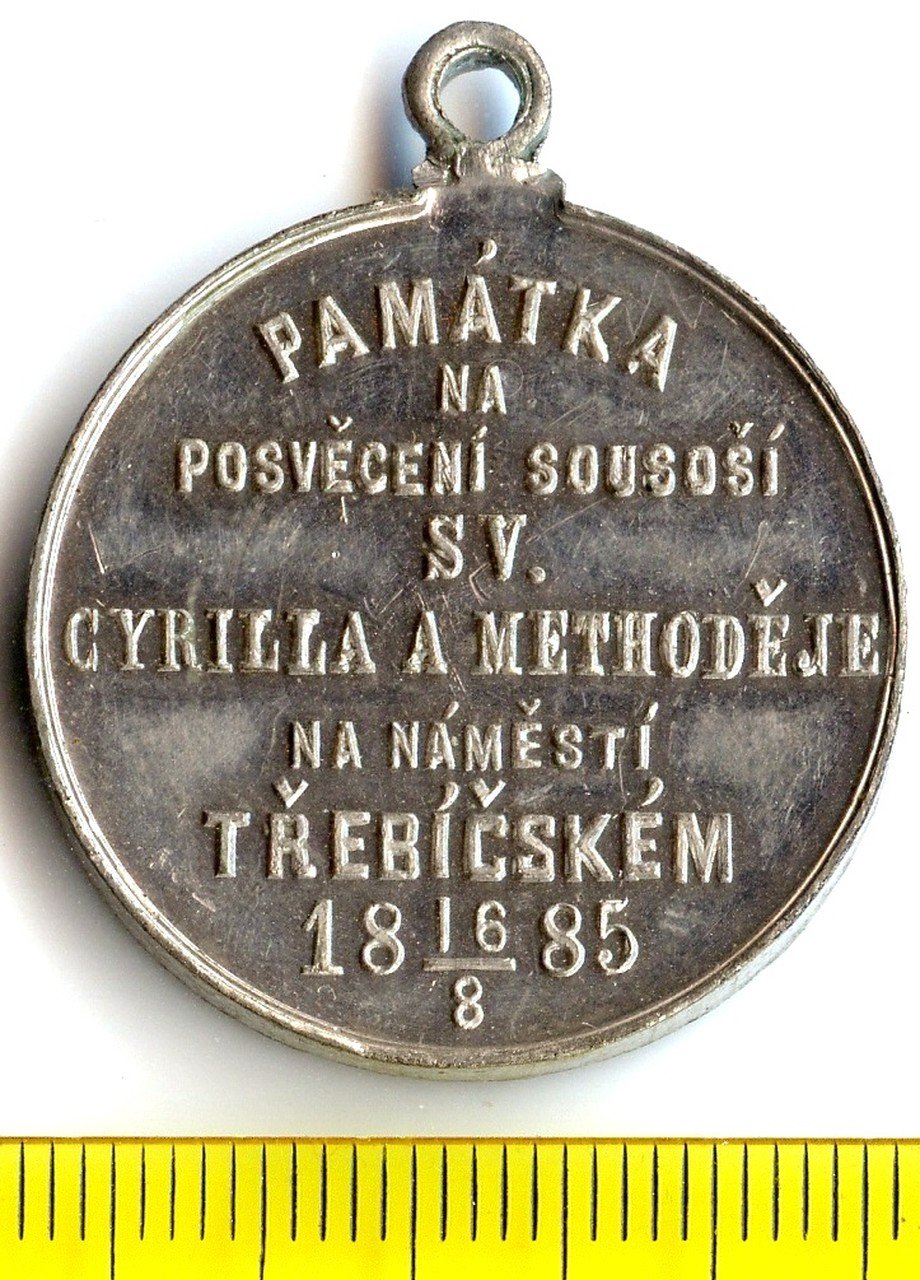 PAMÁTKA
NA
POSVĚCENÍ SOUSOŠÍ
SV.
CYRILLA A METHODĚJE
NA NÁMĚSTÍ
TŘEBÍČSKÉM
18 16/8 85